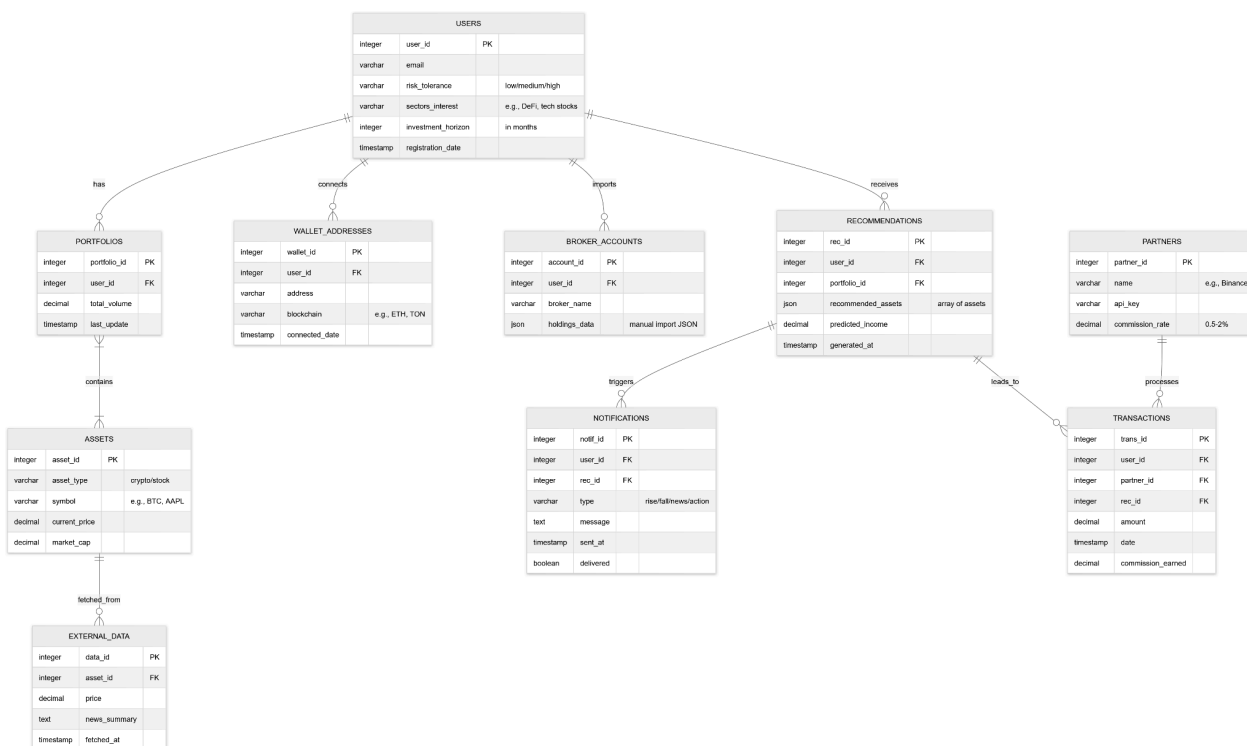 USERS
integer user_id PK
varchar email
varchar risk_tolerance low/medium/high
varchar sectors_interest e.g., DeFi, tech stocks
integer investment_horizon in months
timestamp registration_date
has
connects
imports
receives
PORTFOLIOS
integer portfolio_id PK
integer user_id FK
decimal total_volume
timestamp last_update
WALLET_ADDRESSES
integer wallet_id PK
integer user_id FK
varchar address
varchar blockchain e.g., ETH, TON
timestamp connected_date
BROKER_ACCOUNTS
integer account_id PK
integer user_id FK
varchar broker_name
json holdings_data manual import JSON
RECOMMENDATIONS
integer rec_id PK
integer user_id FK
integer portfolio_id FK
json recommended_assets array of assets
decimal predicted_income
timestamp generated_at
PARTNERS
integer partner_id PK
varchar name e.g., Binance
varchar api_key
decimal commission_rate 0.5-2%
contains
triggers
leads_to
processes
ASSETS
integer asset_id PK
varchar asset_type crypto/stock
varchar symbol e.g., BTC, AAPL
decimal current_price
decimal market_cap
NOTIFICATIONS
integer notif_id PK
integer user_id FK
integer rec_id FK
varchar type rise/fall/news/action
text message
timestamp sent_at
boolean delivered
TRANSACTIONS
integer trans_id PK
integer user_id FK
integer partner_id FK
integer rec_id FK
decimal amount
timestamp date
decimal commission_earned
fetched_from
EXTERNAL_DATA
integer data_id PK
integer asset_id FK
decimal price
text news_summary
timestamp fetched_at